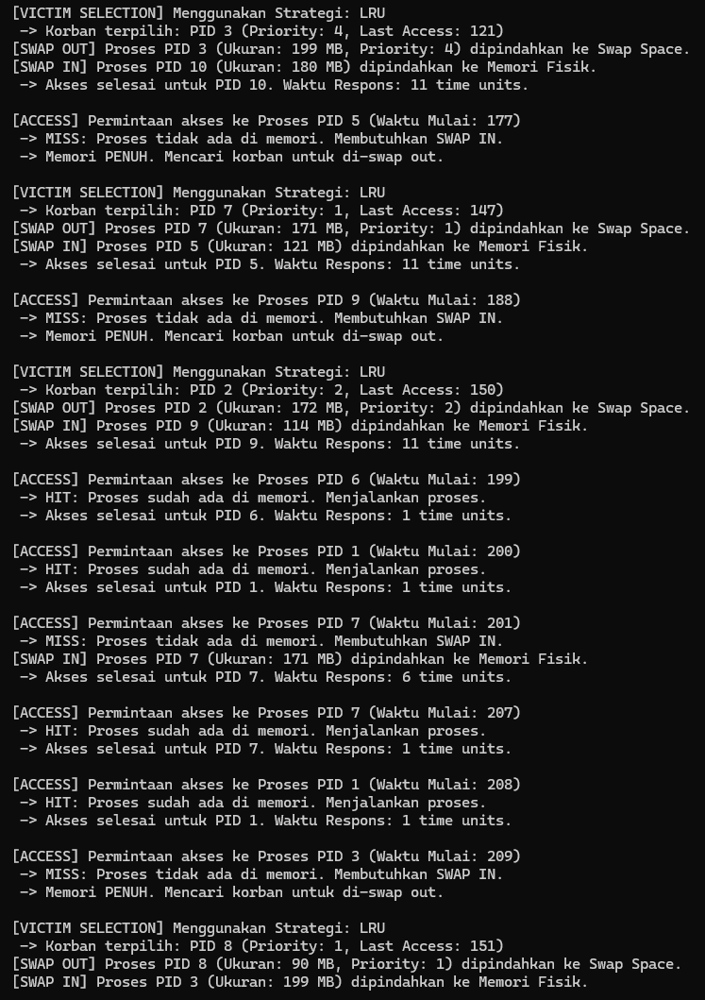 [VICTIM SELECTION] Menggunakan Strategi: LRU
-> Korban terpilih: PID 3 (Priority: 4, Last Access: 121)
[SWAP OUT] Proses PID 3 (Ukuran: 199 MB, Priority: 4) dipindahkan ke Swap Space.
[SWAP IN] Proses PID 10 (Ukuran: 180 MB) dipindahkan ke Memori Fisik.
-> Akses selesai untuk PID 10. Waktu Respons: 11 time units.

[ACCESS] Permintaan akses ke Proses PID 5 (Waktu Mulai: 177)
-> MISS: Proses tidak ada di memori. Membutuhkan SWAP IN.
-> Memori PENUH. Mencari korban untuk di-swap out.

[VICTIM SELECTION] Menggunakan Strategi: LRU
-> Korban terpilih: PID 7 (Priority: 1, Last Access: 147)
[SWAP OUT] Proses PID 7 (Ukuran: 171 MB, Priority: 1) dipindahkan ke Swap Space.
[SWAP IN] Proses PID 5 (Ukuran: 121 MB) dipindahkan ke Memori Fisik.
-> Akses selesai untuk PID 5. Waktu Respons: 11 time units.

[ACCESS] Permintaan akses ke Proses PID 9 (Waktu Mulai: 188)
-> MISS: Proses tidak ada di memori. Membutuhkan SWAP IN.
-> Memori PENUH. Mencari korban untuk di-swap out.

[VICTIM SELECTION] Menggunakan Strategi: LRU
-> Korban terpilih: PID 2 (Priority: 2, Last Access: 150)
[SWAP OUT] Proses PID 2 (Ukuran: 172 MB, Priority: 2) dipindahkan ke Swap Space.
[SWAP IN] Proses PID 9 (Ukuran: 114 MB) dipindahkan ke Memori Fisik.
-> Akses selesai untuk PID 9. Waktu Respons: 11 time units.

[ACCESS] Permintaan akses ke Proses PID 6 (Waktu Mulai: 199)
-> HIT: Proses sudah ada di memori. Menjalankan proses.
-> Akses selesai untuk PID 6. Waktu Respons: 1 time units.

[ACCESS] Permintaan akses ke Proses PID 1 (Waktu Mulai: 200)
-> HIT: Proses sudah ada di memori. Menjalankan proses.
-> Akses selesai untuk PID 1. Waktu Respons: 1 time units.

[ACCESS] Permintaan akses ke Proses PID 7 (Waktu Mulai: 201)
-> MISS: Proses tidak ada di memori. Membutuhkan SWAP IN.
[SWAP IN] Proses PID 7 (Ukuran: 171 MB) dipindahkan ke Memori Fisik.
-> Akses selesai untuk PID 7. Waktu Respons: 6 time units.

[ACCESS] Permintaan akses ke Proses PID 7 (Waktu Mulai: 207)
-> HIT: Proses sudah ada di memori. Menjalankan proses.
-> Akses selesai untuk PID 7. Waktu Respons: 1 time units.

[ACCESS] Permintaan akses ke Proses PID 1 (Waktu Mulai: 208)
-> HIT: Proses sudah ada di memori. Menjalankan proses.
-> Akses selesai untuk PID 1. Waktu Respons: 1 time units.

[ACCESS] Permintaan akses ke Proses PID 3 (Waktu Mulai: 209)
-> MISS: Proses tidak ada di memori. Membutuhkan SWAP IN.
-> Memori PENUH. Mencari korban untuk di-swap out.

[VICTIM SELECTION] Menggunakan Strategi: LRU
-> Korban terpilih: PID 8 (Priority: 1, Last Access: 151)
[SWAP OUT] Proses PID 8 (Ukuran: 90 MB, Priority: 1) dipindahkan ke Swap Space.
[SWAP IN] Proses PID 3 (Ukuran: 199 MB) dipindahkan ke Memori Fisik.